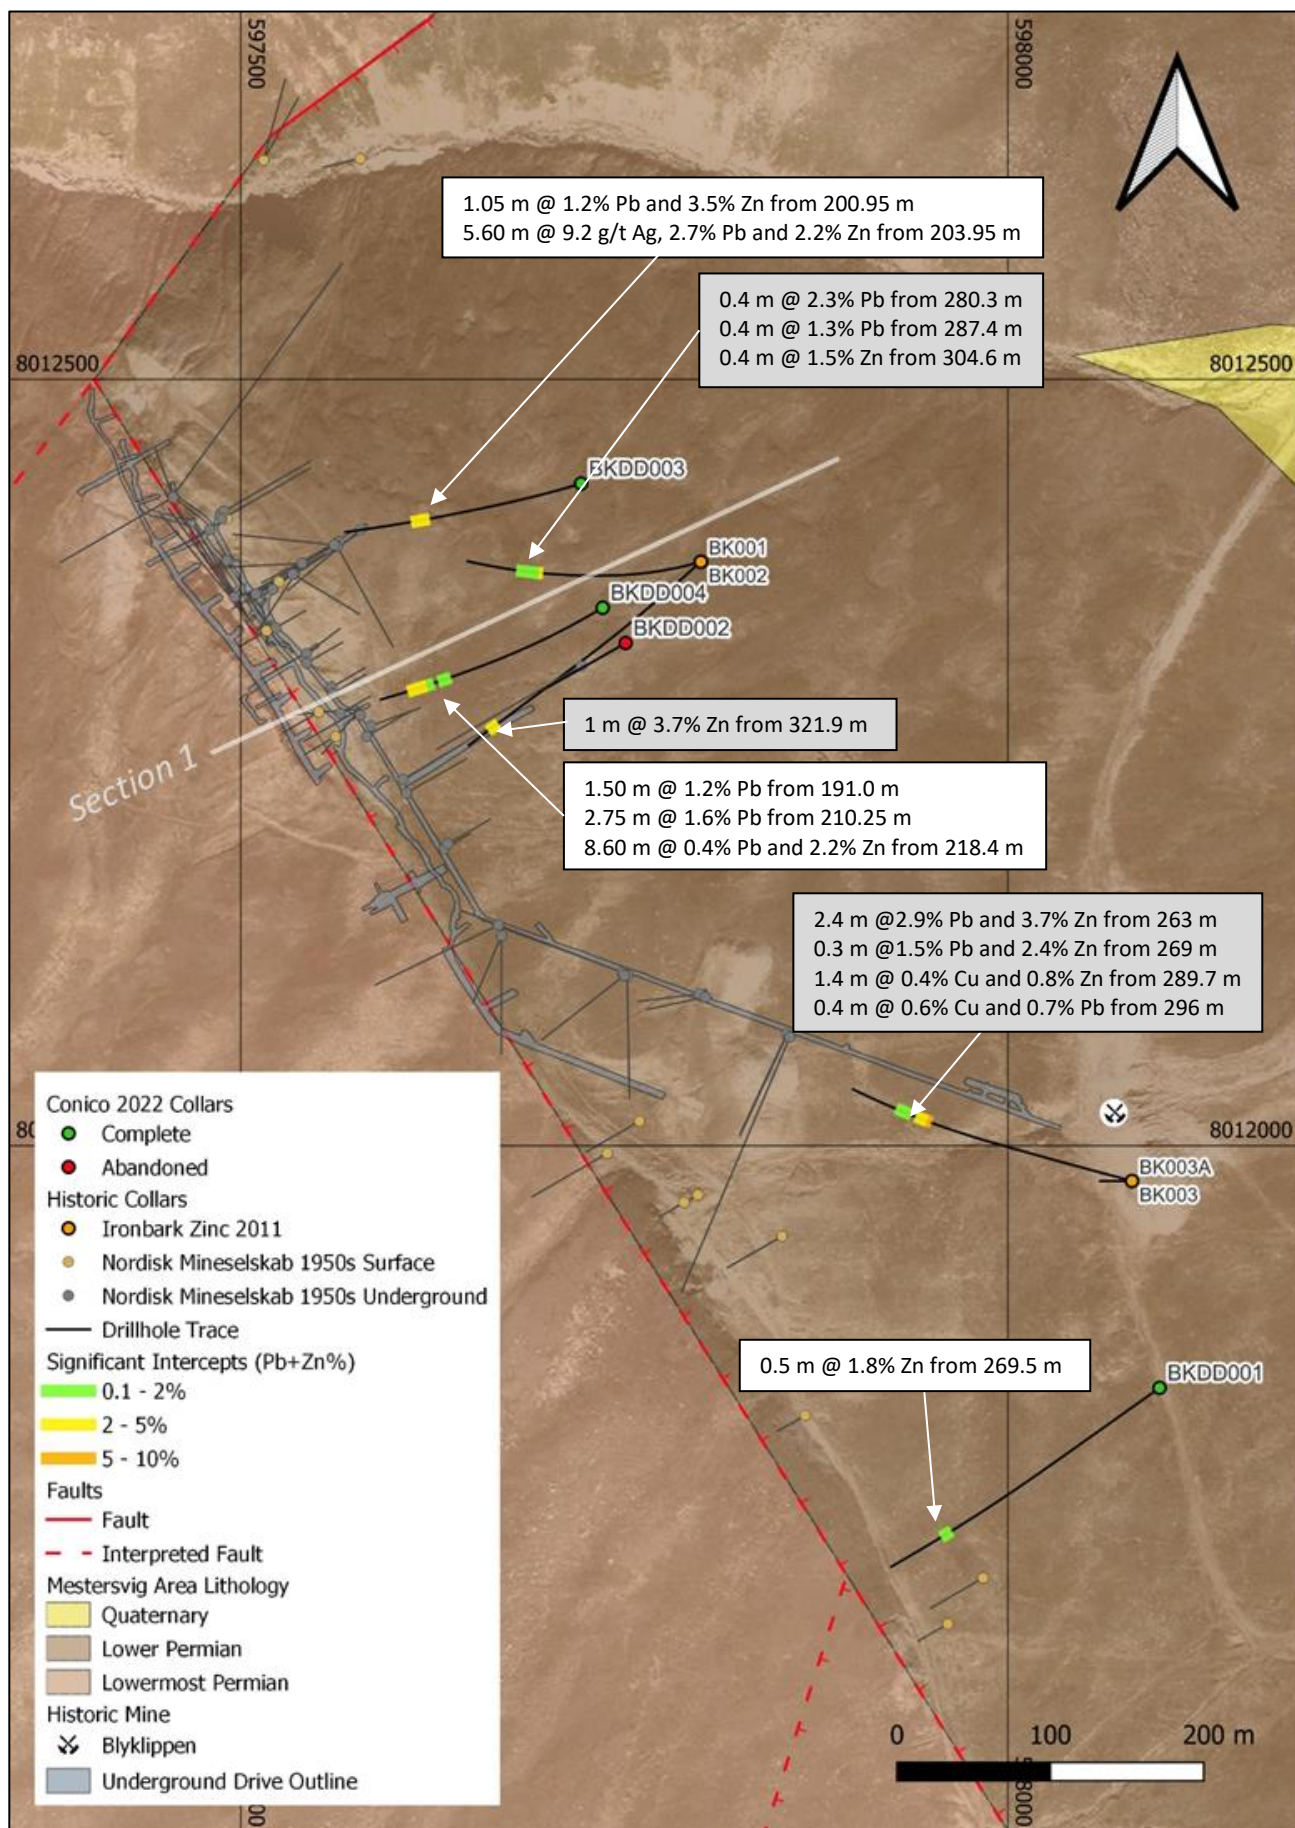 597500
598000
1.05 m @ 1.2% Pb and 3.5% Zn from 200.95 m
5.60 m @ 9.2 g/t Ag, 2.7% Pb and 2.2% Zn from 203.95 m
0.4 m @ 2.3% Pb from 280.3 m
0.4 m @ 1.3% Pb from 287.4 m
0.4 m @ 1.5% Zn from 304.6 m
8012500
8012500
BKDD003
BK001
BK002
BKDD004
BKDD002
Section 1
1 m @ 3.7% Zn from 321.9 m
1.50 m @ 1.2% Pb from 191.0 m
2.75 m @ 1.6% Pb from 210.25 m
8.60 m @ 0.4% Pb and 2.2% Zn from 218.4 m
2.4 m @2.9% Pb and 3.7% Zn from 263 m
0.3 m @1.5% Pb and 2.4% Zn from 269 m
1.4 m @ 0.4% Cu and 0.8% Zn from 289.7 m
0.4 m @ 0.6% Cu and 0.7% Pb from 296 m
8012000
BK003A
BK003
0.5 m @ 1.8% Zn from 269.5 m
BKDD001
Conico 2022 Collars
Complete
Abandoned
Historic Collars
Ironbark Zinc 2011
Nordisk Mineselskab 1950s Surface
Nordisk Mineselskab 1950s Underground
Drillhole Trace
Significant Intercepts (Pb+Zn%)
0.1 - 2%
2 - 5%
5 - 10%
Faults
Fault
Interpreted Fault
Mestersvig Area Lithology
Quaternary
Lower Permian
Lowermost Permian
Historic Mine
Blyklippen
Underground Drive Outline
0 100 200 m